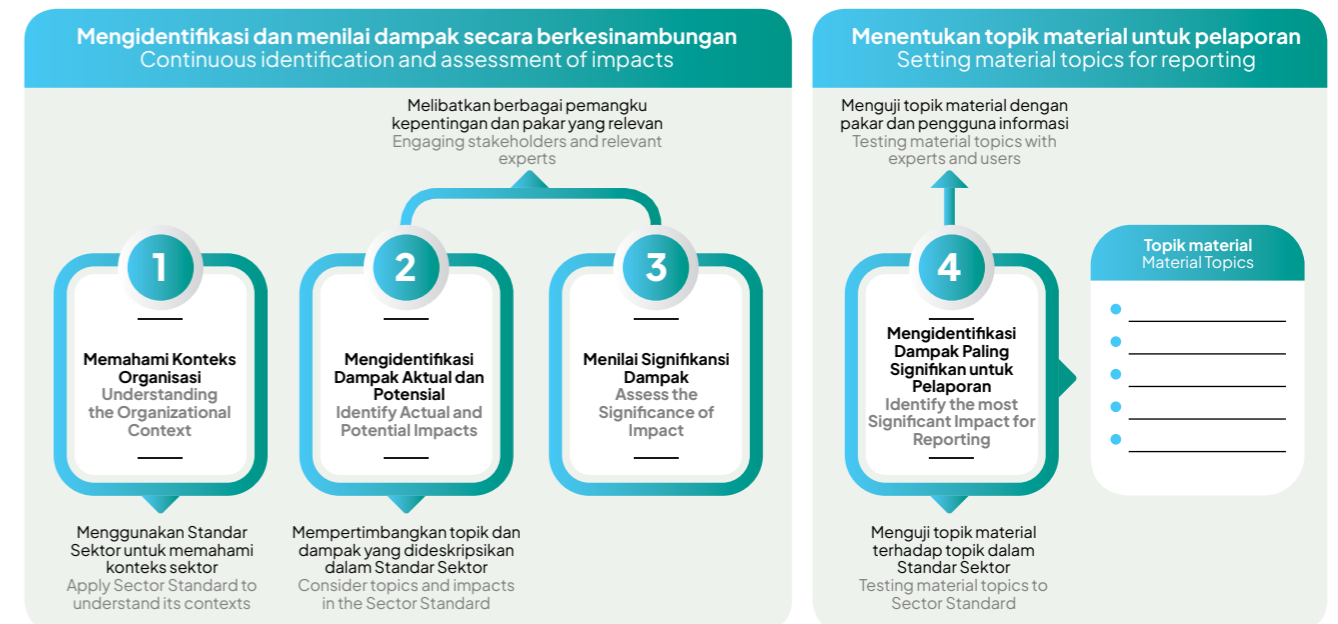 Mengidentifikasi dan menilai dampak secara berkesinambungan
Continuous identification and assessment of impacts
Melibatkan berbagai pemangku
kepentingan dan pakar yang relevan
Engaging stakeholders and relevant
experts
1
Memahami Konteks
Organisasi
Understanding
the Organizational
Context
Menggunakan Standar
Sektor untuk memahami
konteks sektor
Apply Sector Standard to
understand its contexts
2
Mengidentifikasi
Dampak Aktual dan
Potensial
Identify Actual and
Potential Impacts
Mempertimbangkan topik dan
dampak yang dideskripsikan
dalam Standar Sektor
Consider topics and impacts
in the Sector Standard
3
Menilai Signifikansi
Dampak
Assess the
Significance of
Impact
Menentukan topik material untuk pelaporan
Setting material topics for reporting
Menguji topik material dengan
pakar dan pengguna informasi
Testing material topics with
experts and users
4
Mengidentifikasi
Dampak Paling
Signifikan untuk
Pelaporan
Identify the most
Significant Impact for
Reporting
Menguji topik material
terhadap topik dalam
Standar Sektor
Testing material topics to
Sector Standard
Topik material
Material Topics